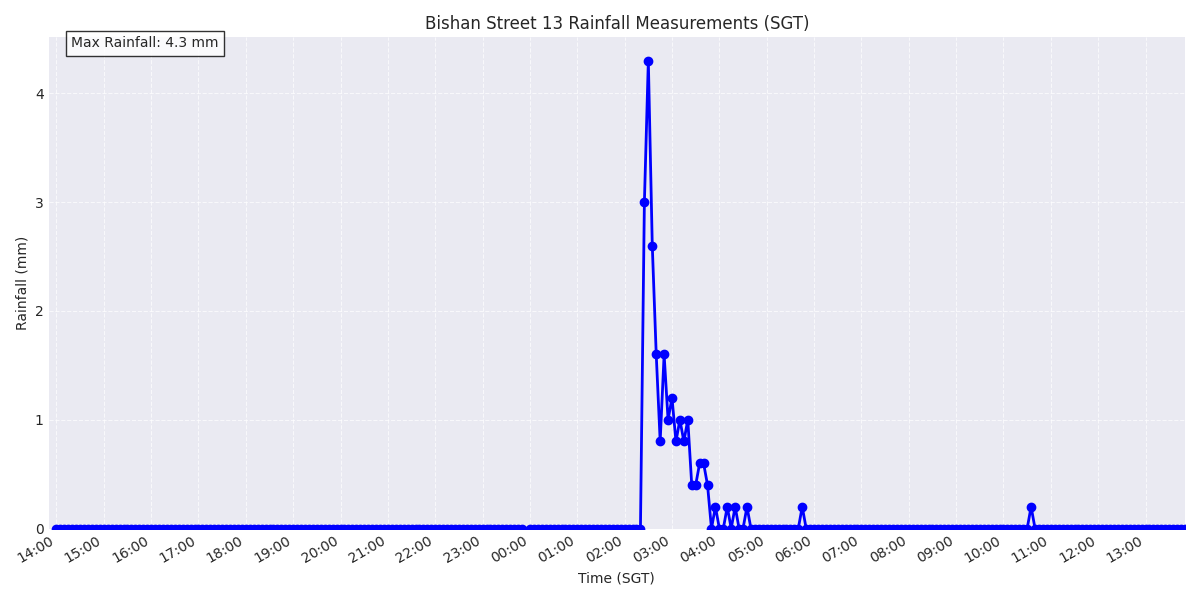 Bishan Street 13 Rainfall Measurements (SGT)
Max Rainfall: 4.3 mm
Rainfall (mm)
4
3
2
1
0
14:00 15:00 16:00 17:00 18:00 19:00 20:00 21:00 22:00 23:00 00:00 01:00 02:00 03:00 04:00 05:00 06:00 07:00 08:00 09:00 10:00 11:00 12:00 13:00
Time (SGT)